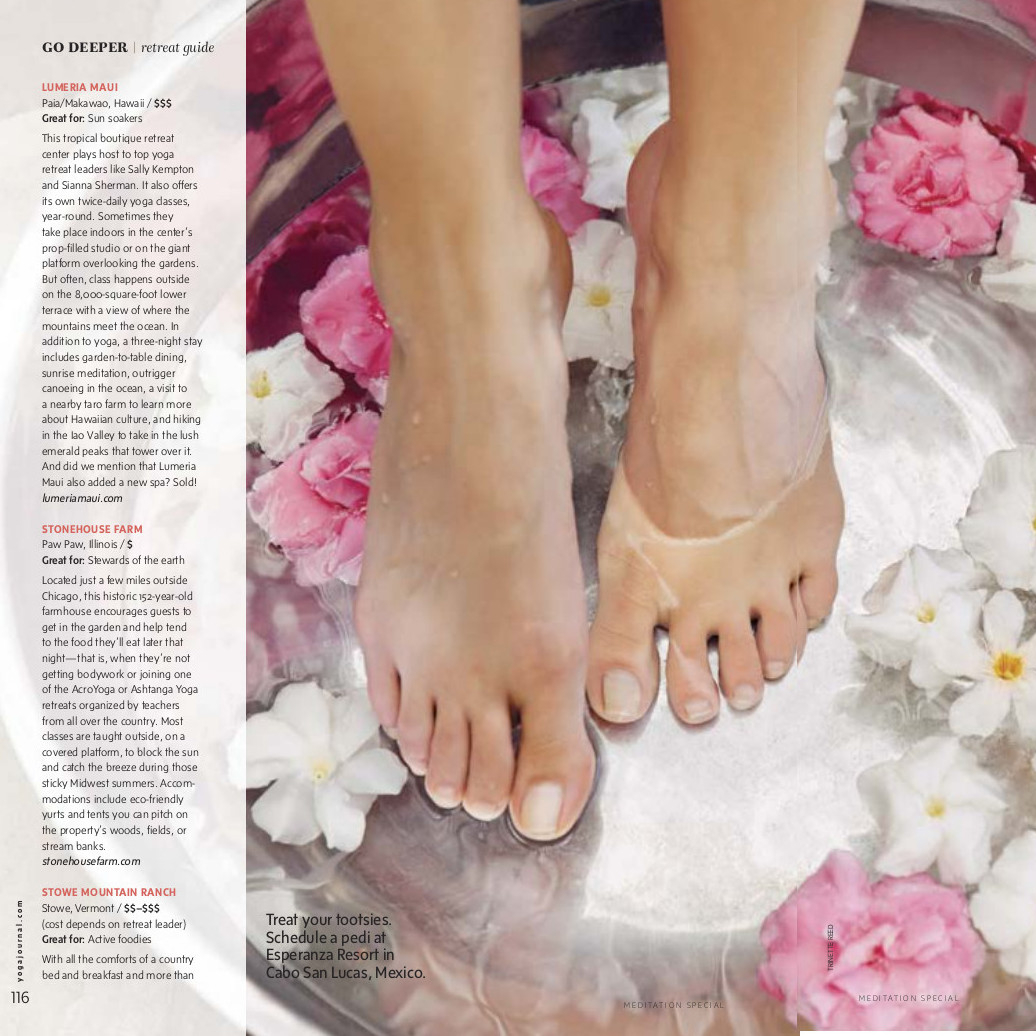 GO DEEPER | retreat guide
LUMERIA MAUI
Paia/Makawao, Hawaii / $$$
Great for: Sun soakers
This tropical boutique retreat
center plays host to top yoga
retreat leaders like Sally Kempton
and Sianna Sherman. It also offers
its own twice-daily yoga classes,
year-round. Sometimes they
take place indoors in the center's
prop-filled studio or on the giant
platform overlooking the gardens.
But often, class happens outside
on the 8,000-square-foot lower
terrace with a view of where the
mountains meet the ocean. In
addition to yoga, a three-night stay
includes garden-to-table dining,
sunrise meditation, outrigger
canoeing in the ocean, a visit to
a nearby taro farm to learn more
about Hawaiian culture, and hiking
in the Iao Valley to take in the lush
emerald peaks that tower over it.
And did we mention that Lumeria
Maui also added a new spa? Sold!
lumeriamaui.com
STONEHOUSE FARM
Paw Paw, Illinois / $
Great for: Stewards of the earth
Located just a few miles outside
Chicago, this historic 152-year-old
farmhouse encourages guests to
get in the garden and help tend
to the food they'll eat later that
night—that is, when they're not
getting bodywork or joining one
of the AcroYoga or Ashtanga Yoga
retreats organized by teachers
from all over the country. Most
classes are taught outside, on a
covered platform, to block the sun
and catch the breeze during those
sticky Midwest summers. Accom-
modations include eco-friendly
yurts and tents you can pitch on
the property's woods, fields, or
stream banks.
stonehousefarm.com
STOWE MOUNTAIN RANCH
Stowe, Vermont / $$–$$$
(cost depends on retreat leader)
Great for: Active foodies
With all the comforts of a country
bed and breakfast and more than
yogajournal.com
116
Treat your tootsies.
Schedule a pedi at
Esperanza Resort in
Cabo San Lucas, Mexico.
MEDITATION SPECIAL
TRINETTE REED
MEDITATION SPECIAL